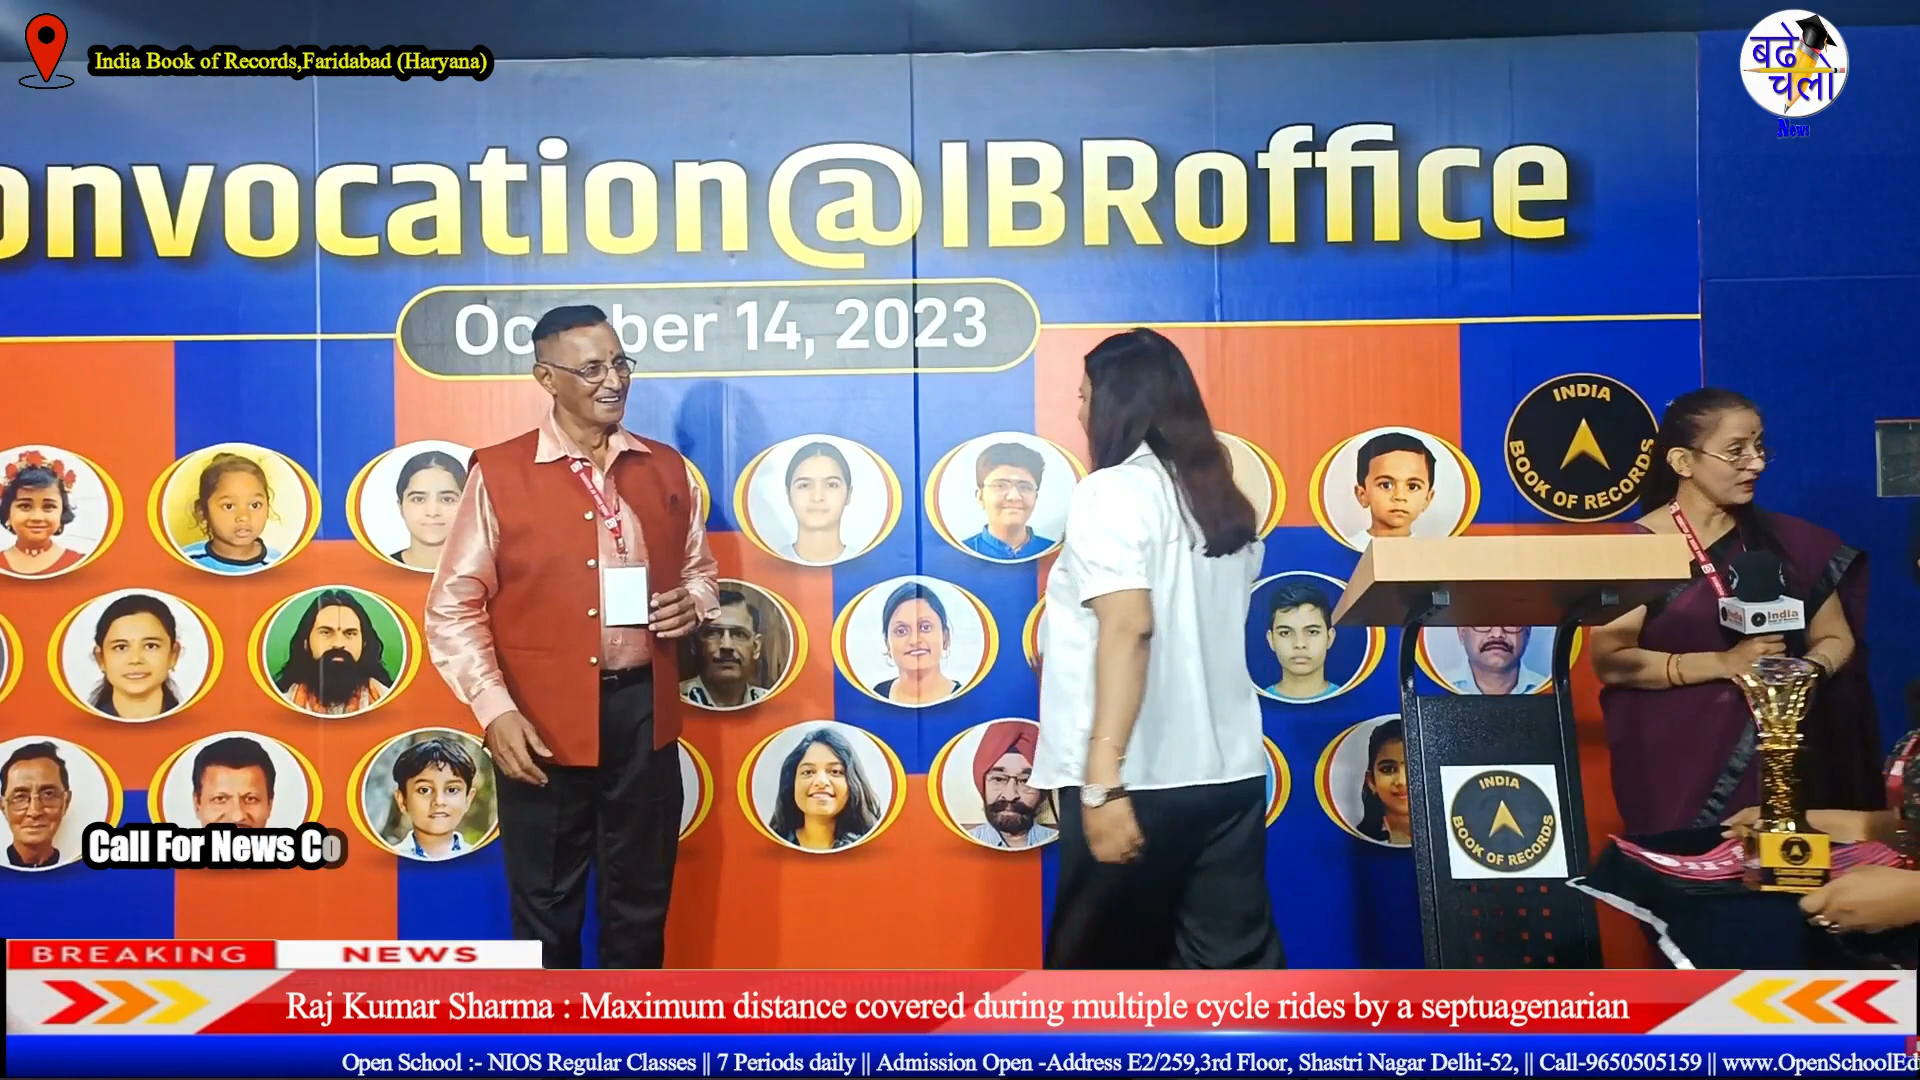 India Book of Records,Faridabad (Haryana)
बढे
चलो
News
onvocation@IBRoffice
October 14, 2023
INDIA
BOOK OF RECORDS
India
India
INDIA
BOOK OF RECORDS
Call For News Co
BREAKING NEWS
Raj Kumar Sharma : Maximum distance covered during multiple cycle rides by a septuagenarian
Open School :- NIOS Regular Classes || 7 Periods daily || Admission Open -Address E2/259,3rd Floor, Shastri Nagar Delhi-52, || Call-9650505159 || www.OpenSchoolEd